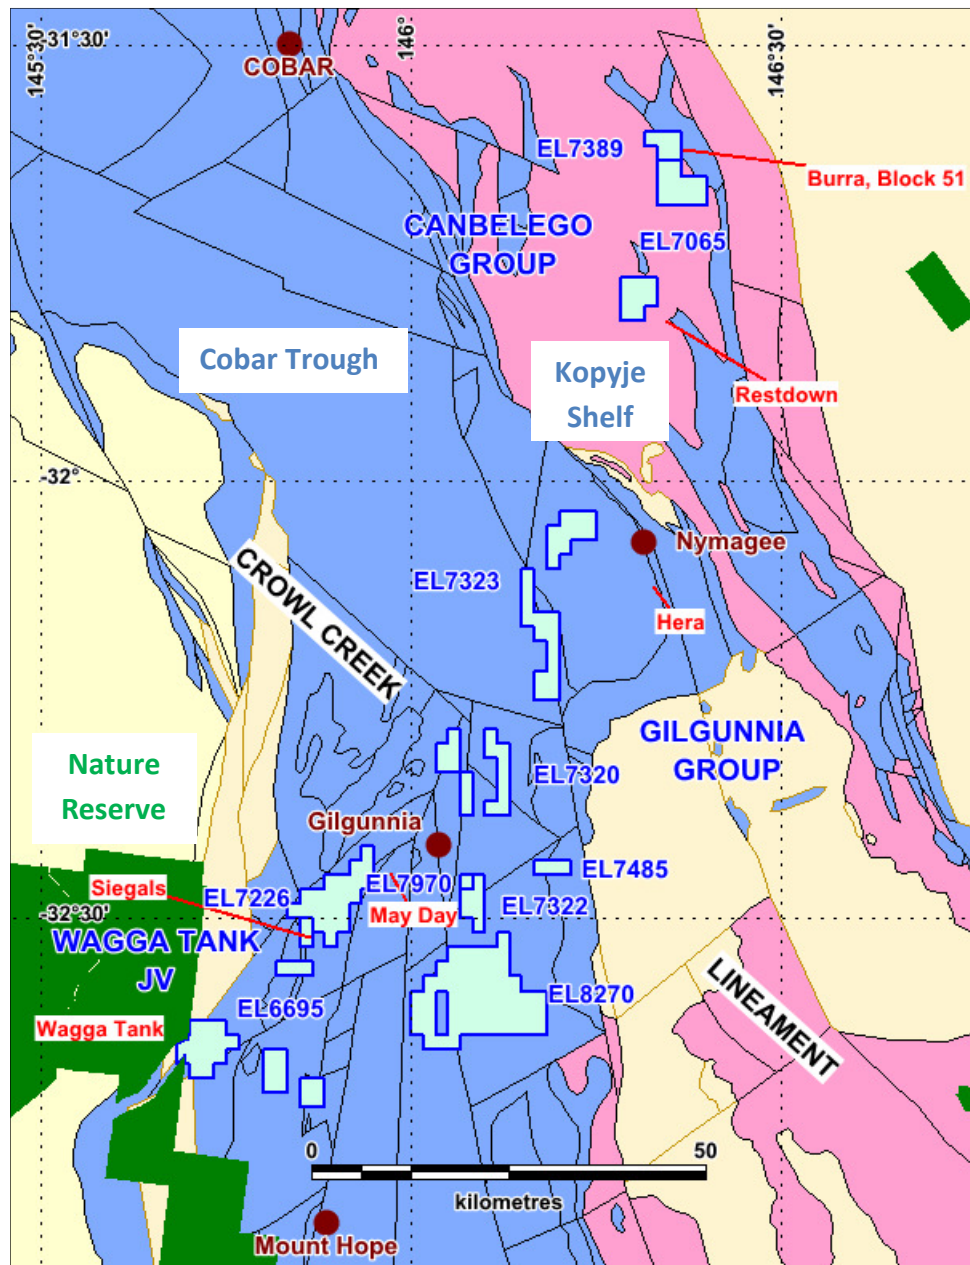 145°30'
-31°30'
146°
146°30'
COBAR
EL7389
Burra, Block 51
CANBELEGO
GROUP
EL7065
Cobar Trough
Kopyje
Shelf
Restdown
-32°
Nymagee
EL7323
Hera
CROWL CREEK
GILGUNNIA
GROUP
Nature
Reserve
EL7320
Gilgunnia
EL7485
Siegals
EL7226
EL7970
May Day
EL7322
-32°30'
WAGGA TANK
JV
LINEAMENT
EL8270
EL6695
Wagga Tank
0
50
kilometres
Mount Hope